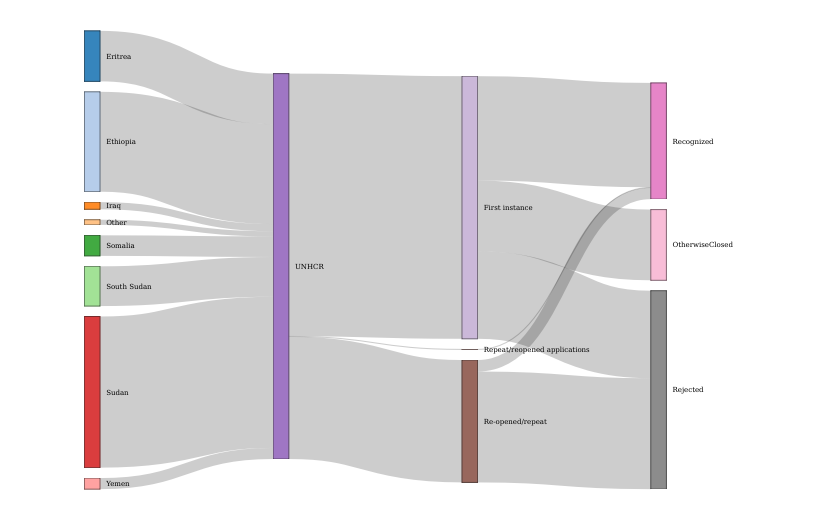 Eritrea
Ethiopia
Iraq
Other
Somalia
South Sudan
Sudan
Yemen
UNHCR
First instance
Repeat/reopened applications
Re-opened/repeat
Recognized
OtherwiseClosed
Rejected